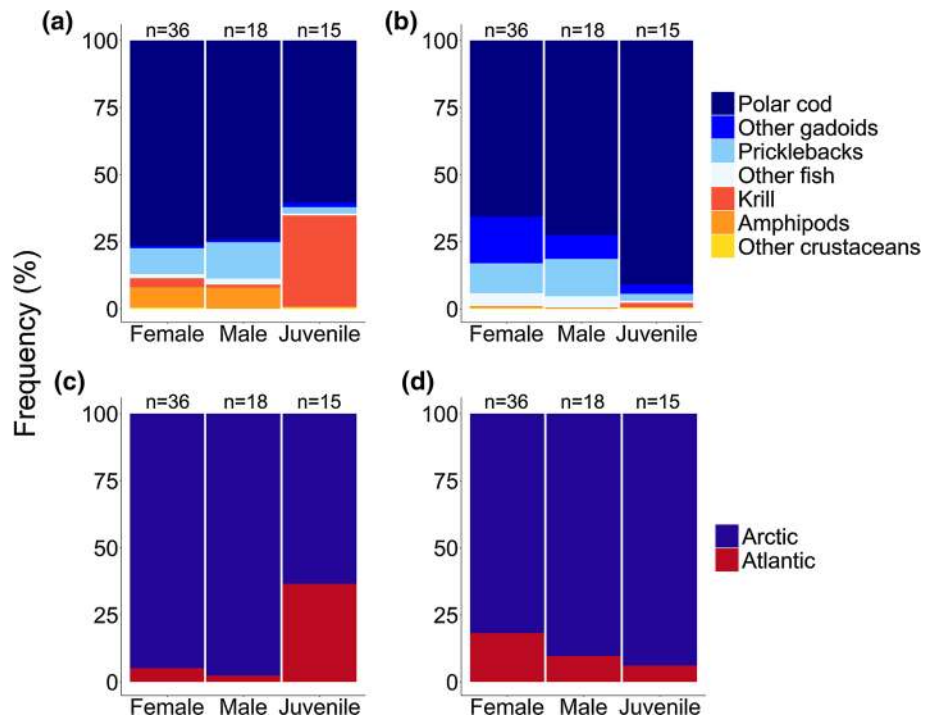 (a)
n=36 n=18 n=15
100
75
50
25
0
Female Male Juvenile
(b)
n=36 n=18 n=15
100
75
50
25
0
Female Male Juvenile
Polar cod
Other gadoids
Pricklebacks
Other fish
Krill
Amphipods
Other crustaceans
Frequency (%)
(c)
n=36 n=18 n=15
100
75
50
25
0
Female Male Juvenile
(d)
n=36 n=18 n=15
100
75
50
25
0
Female Male Juvenile
Arctic
Atlantic